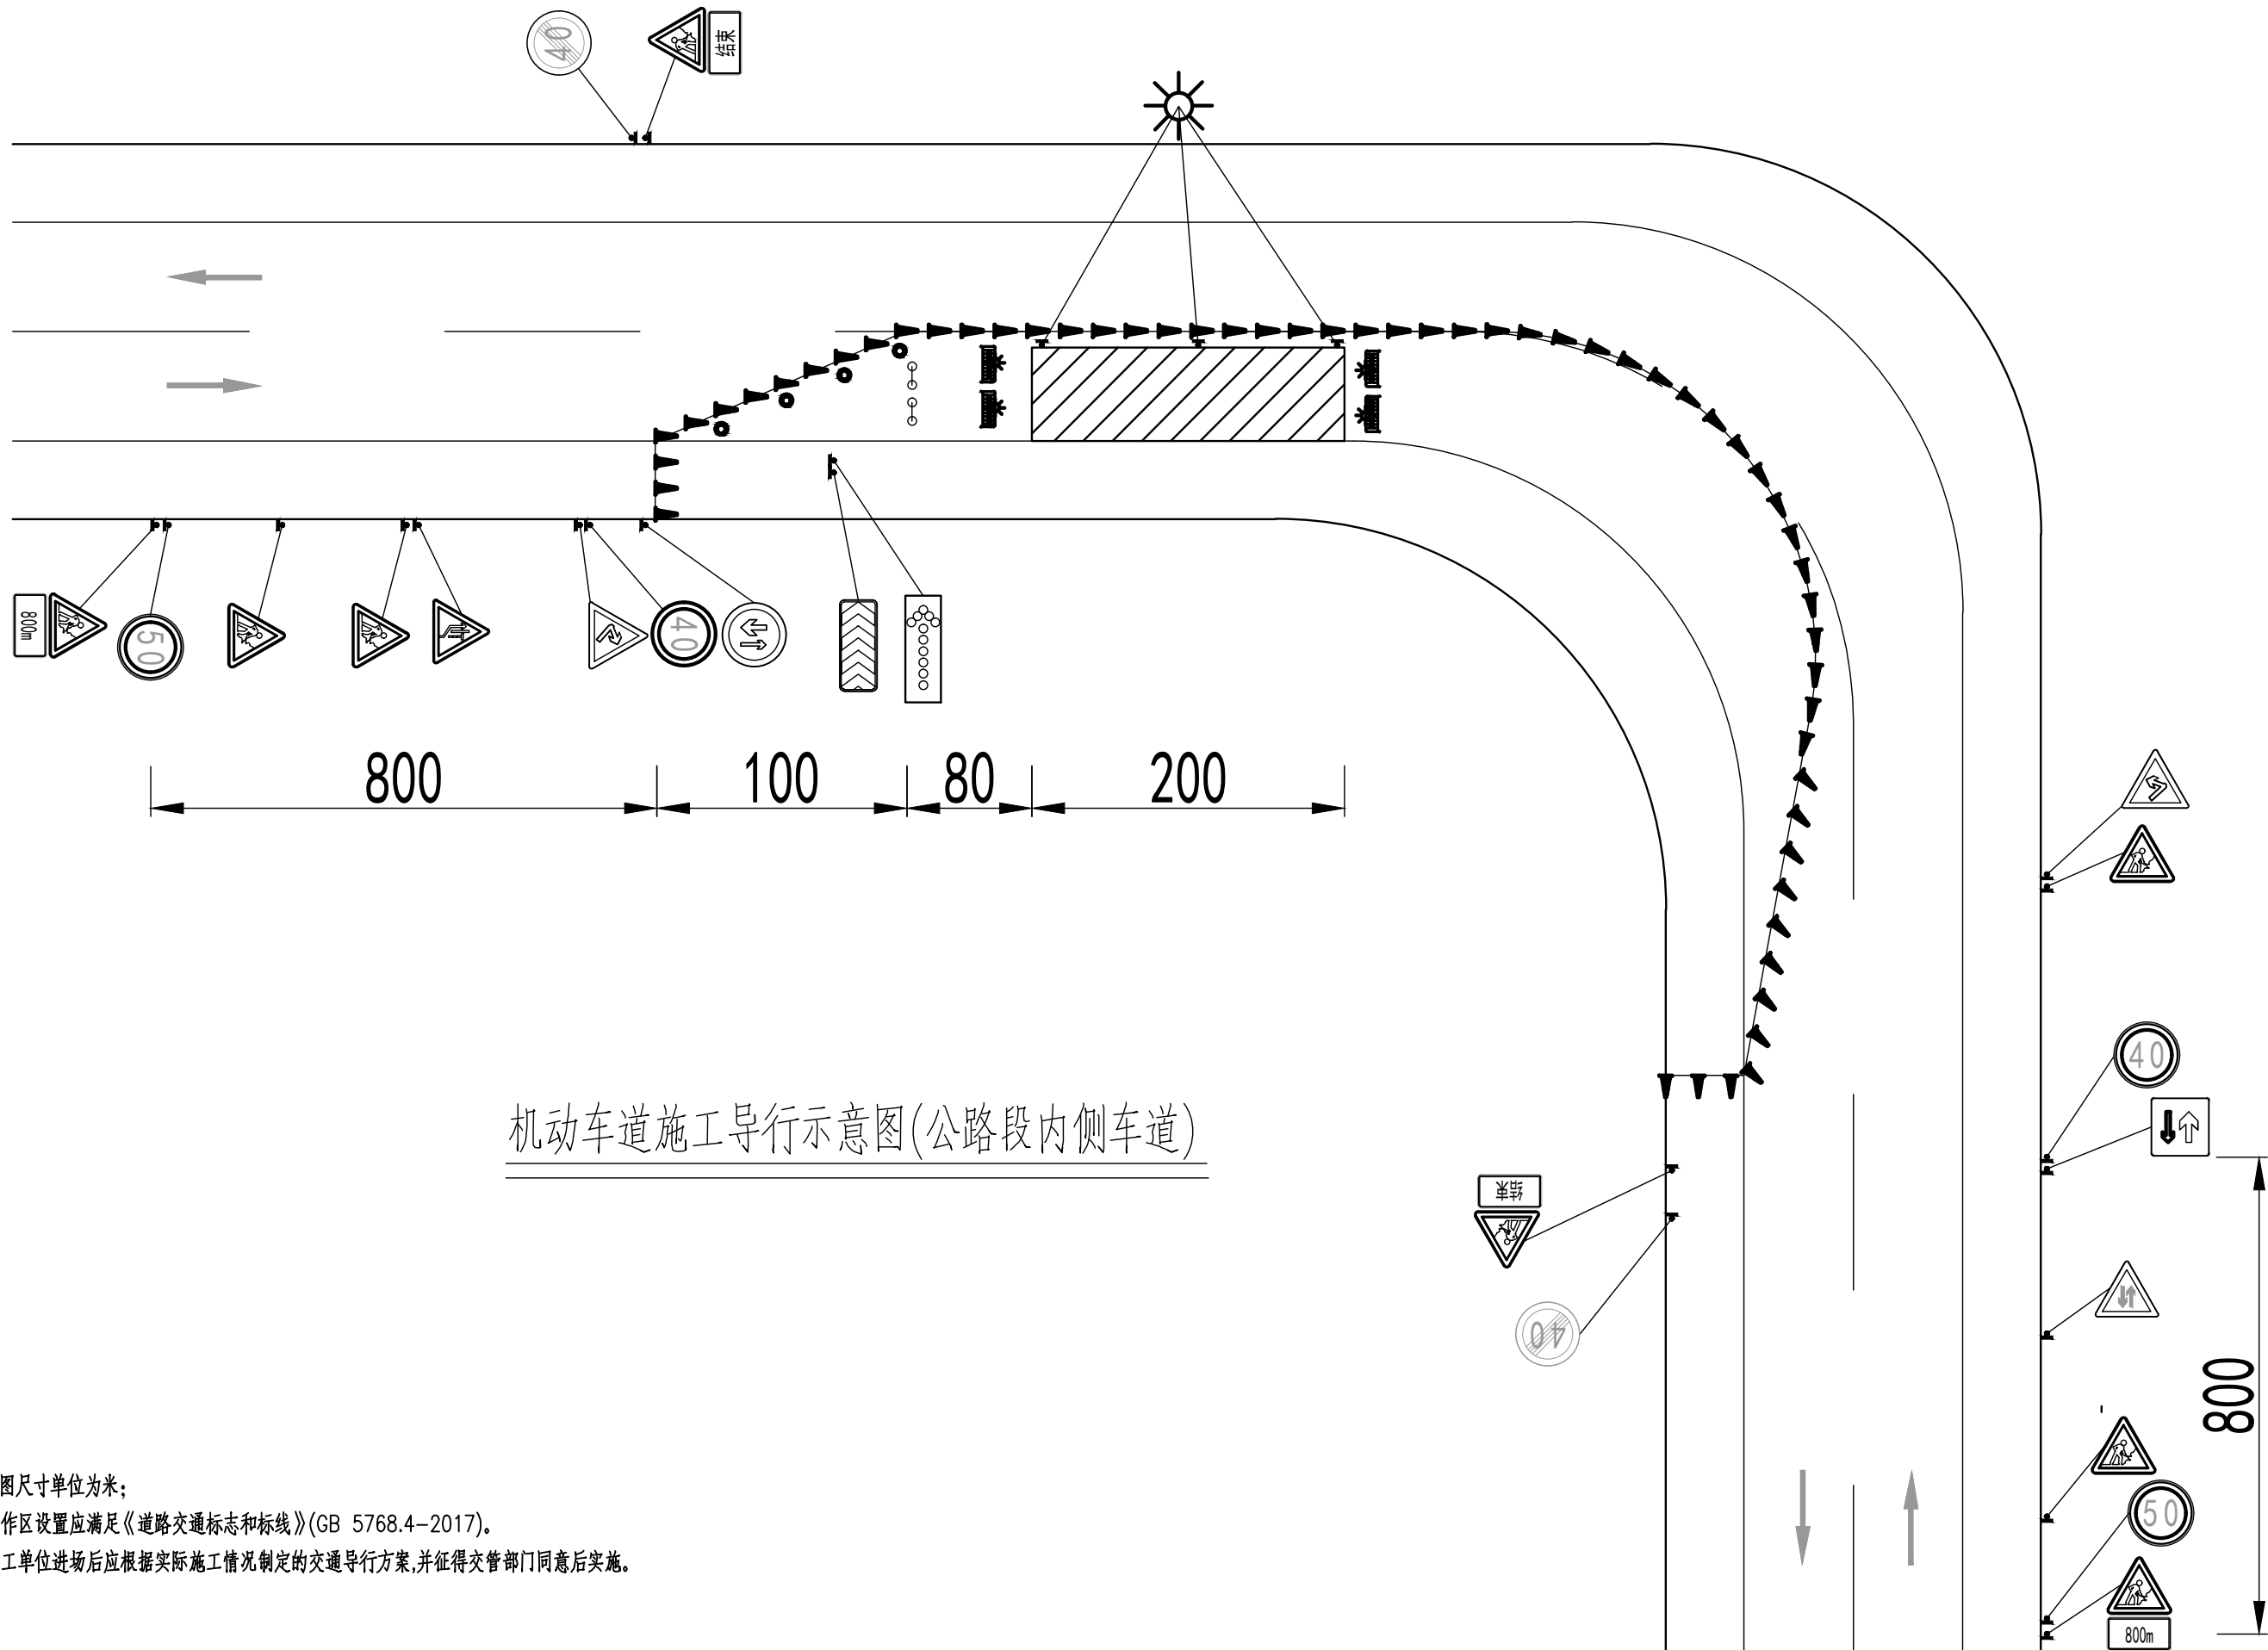 40
结束
800m
50
40
800
100
80
200
机动车道施工导行示意图(公路段内侧车道)
40
结束
40
800
50
800m
图尺寸单位为米;
作区设置应满足《道路交通标志和标线》(GB 5768.4-2017)。
工单位进场后应根据实际施工情况制定的交通导行方案,并征得交管部门同意后实施。